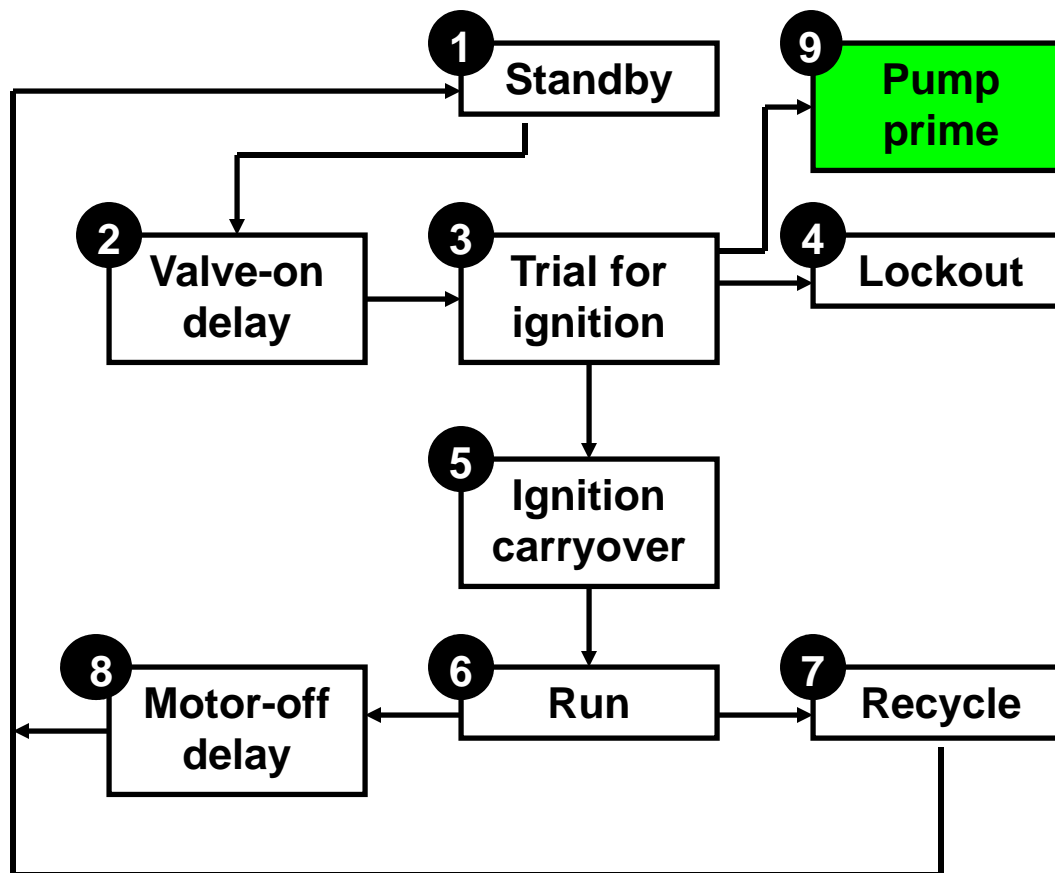 1
Standby
9
Pump
prime
2
Valve-on
delay
3
Trial for
ignition
4
Lockout
5
Ignition
carryover
8
Motor-off
delay
6
Run
7
Recycle